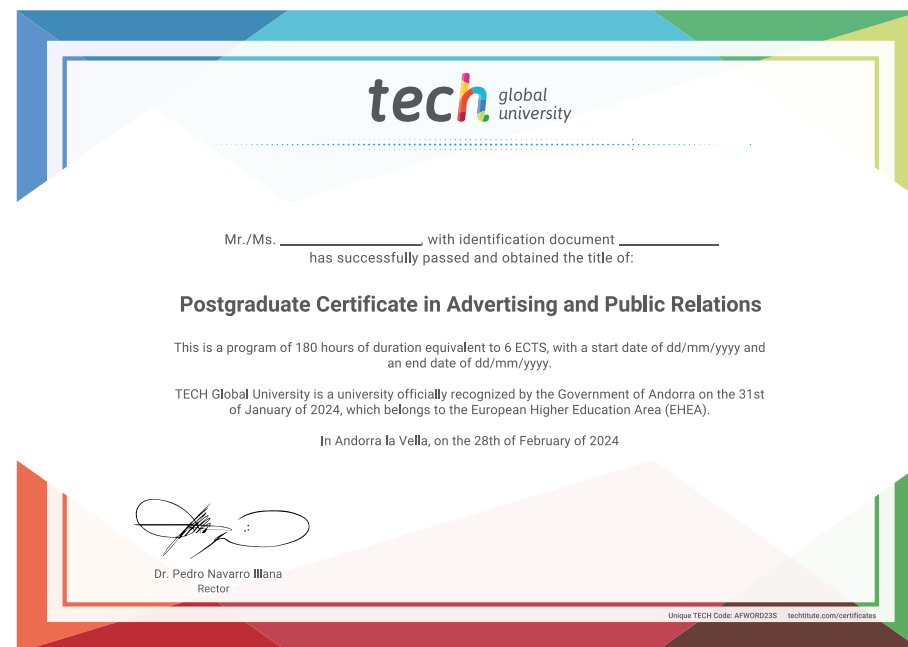 tech global university
Mr./Ms. ____________, with identification document ____________
has successfully passed and obtained the title of:
Postgraduate Certificate in Advertising and Public Relations
This is a program of 180 hours of duration equivalent to 6 ECTS, with a start date of dd/mm/yyyy and
an end date of dd/mm/yyyy.
TECH Global University is a university officially recognized by the Government of Andorra on the 31st
of January of 2024, which belongs to the European Higher Education Area (EHEA).
In Andorra la Vella, on the 28th of February of 2024
Dr. Pedro Navarro Illana
Rector
Unique TECH Code: AFWORD23S techtitute.com/certificates